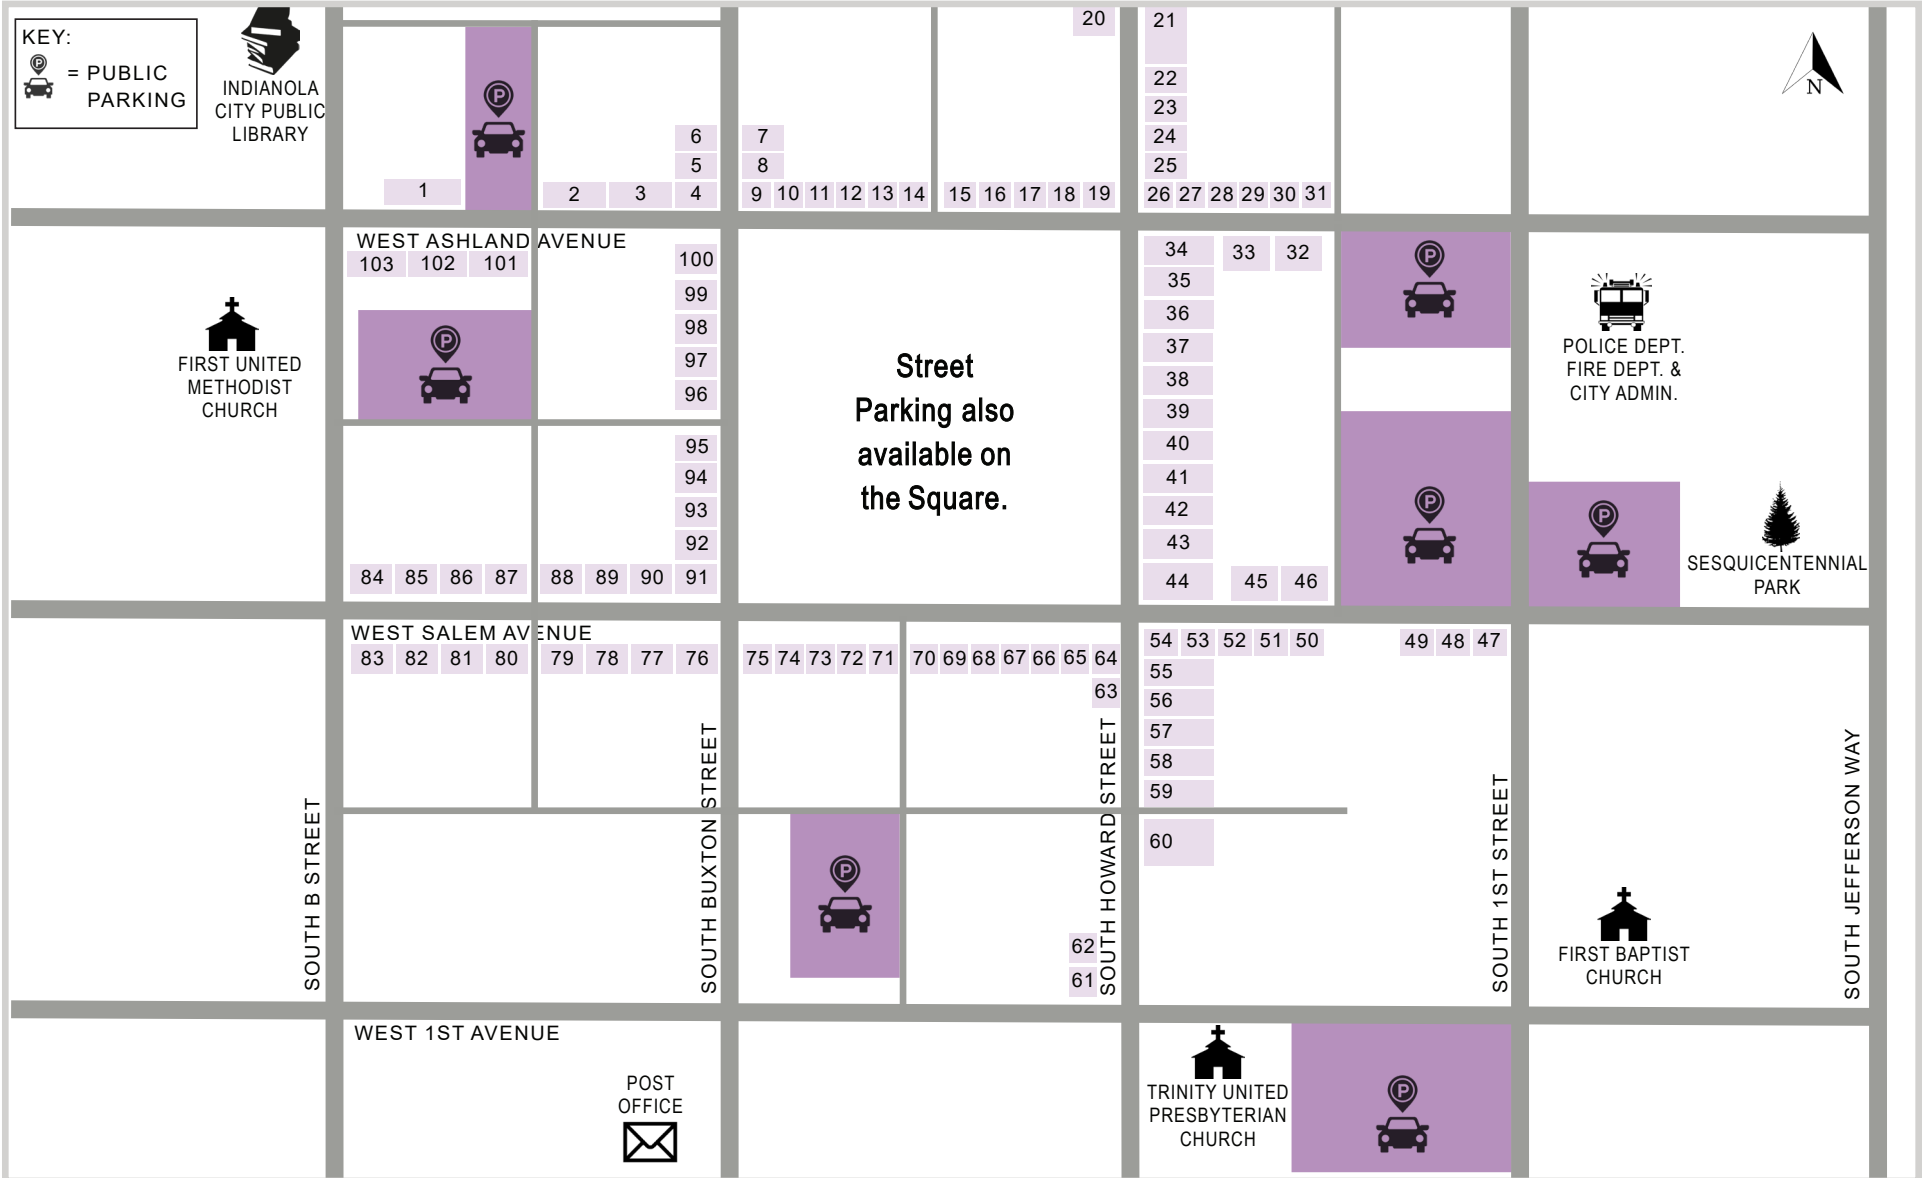 KEY:
= PUBLIC
PARKING
INDIANOLA
CITY PUBLIC
LIBRARY
P
N
20
21
22
23
24
25
6
5
7
8
1
2 3 4
9 10 11 12 13 14
15 16 17 18 19
26 27 28 29 30 31
WEST ASHLAND AVENUE
103 102 101
100
99
98
97
96
95
94
93
92
84 85 86 87 88 89 90 91
P
FIRST UNITED
METHODIST
CHURCH
Street
Parking also
available on
the Square.
34 33 32
35
36
37
38
39
40
41
42
43
44 45 46
P
P
P
POLICE DEPT.
FIRE DEPT. &
CITY ADMIN.
SESQUICENTENNIAL
PARK
WEST SALEM AVENUE
83 82 81 80 79 78 77 76
75 74 73 72 71
70 69 68 67 66 65 64
63
54 53 52 51 50
49 48 47
55
56
57
58
59
60
62
61
P
SOUTH B STREET
SOUTH BUXTON STREET
SOUTH HOWARD STREET
SOUTH 1ST STREET
SOUTH JEFFERSON WAY
FIRST BAPTIST
CHURCH
WEST 1ST AVENUE
POST
OFFICE
TRINITY UNITED
PRESBYTERIAN
CHURCH
P